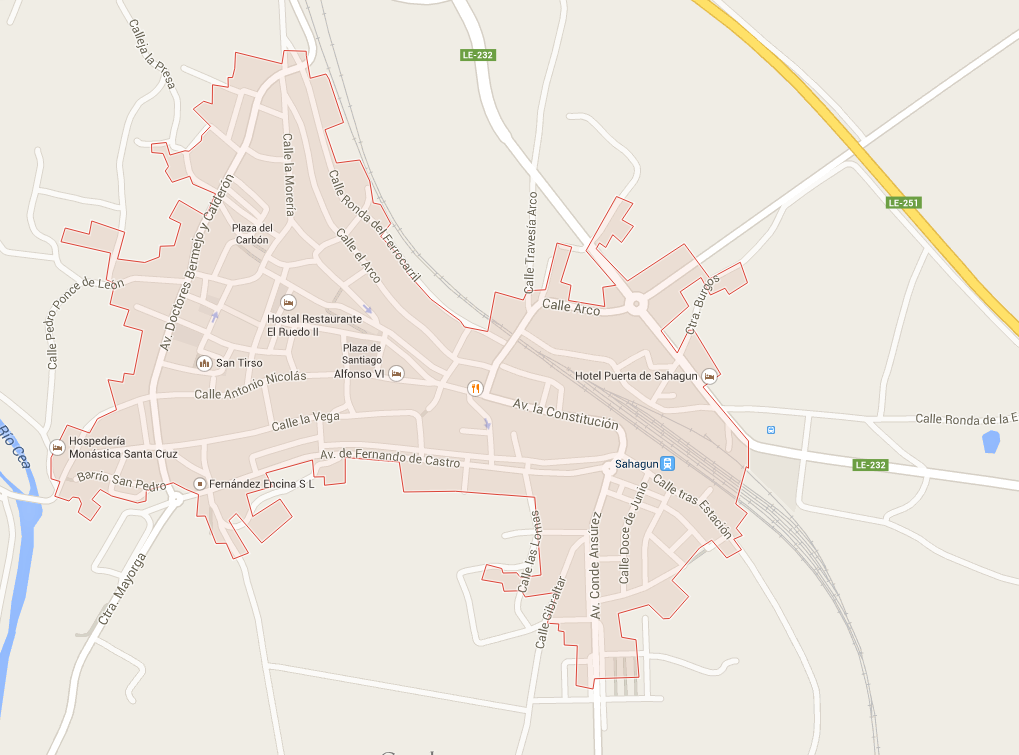 Calleja la Presa
LE-232
LE-251
Calle la Morería
Calle Ronda del Ferrocarril
Calle Travesía Arco
Plaza del
Carbón
Av. Doctores Bermejo y Calderón
Calle el Arco
Calle Pedro Ponce de León
Calle Arco
Ctra. Burgos
Hostal Restaurante
El Ruedo II
Plaza de
Santiago
San Tirso
Alfonso VI
Hotel Puerta de Sahagun
Calle Antonio Nicolás
Calle la Vega
Av. la Constitución
Calle Ronda de la E
Río Cea
Hospedería
Monástica Santa Cruz
Av. de Fernando de Castro
Sahagun
LE-232
Barrio San Pedro
Fernández Encina S L
Calle tras Estación
Calle Doce de Junio
Calle las Lomas
Av. Conde Ansúrez
Calle Gibraltar
Ctra. Mayorga